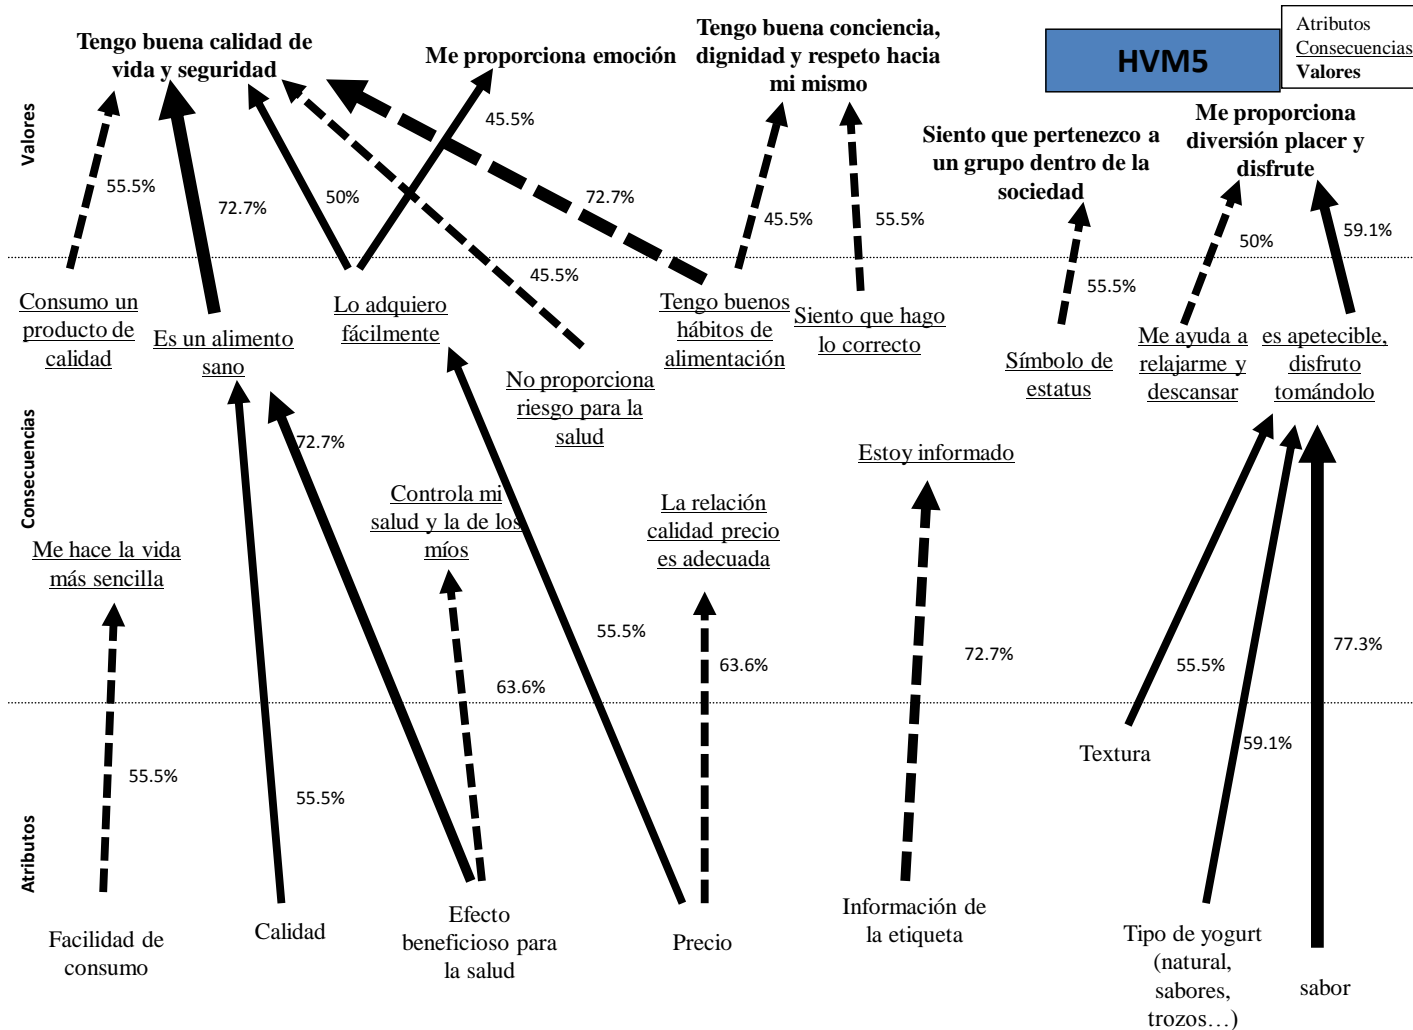 Tengo buena calidad de
vida y seguridad
Me proporciona emoción
Tengo buena conciencia,
dignidad y respeto hacia
mi mismo
HVM5
Atributos
Consecuencias
Valores
Siento que pertenezco a
un grupo dentro de la
sociedad
Me proporciona
diversión placer y
disfrute
Valores
55.5%
72.7%
50%
45.5%
45.5%
72.7%
45.5%
55.5%
55.5%
50%
59.1%
Consumo un
producto de
calidad
Es un alimento
sano
Lo adquiero
fácilmente
No proporciona
riesgo para la
salud
Tengo buenos
hábitos de
alimentación
Siento que hago
lo correcto
Símbolo de
estatus
Me ayuda a
relajarme y
descansar
es apetecible,
disfruto
tomándolo
Consecuencias
72.7%
Me hace la vida
más sencilla
Controla mi
salud y la de los
míos
La relación
calidad precio
es adecuada
Estoy informado
55.5%
63.6%
63.6%
72.7%
55.5%
77.3%
Atributos
55.5%
55.5%
59.1%
Textura
Facilidad de
consumo
Calidad
Efecto
beneficioso para
la salud
Precio
Información de
la etiqueta
Tipo de yogurt
(natural,
sabores,
trozos…)
sabor